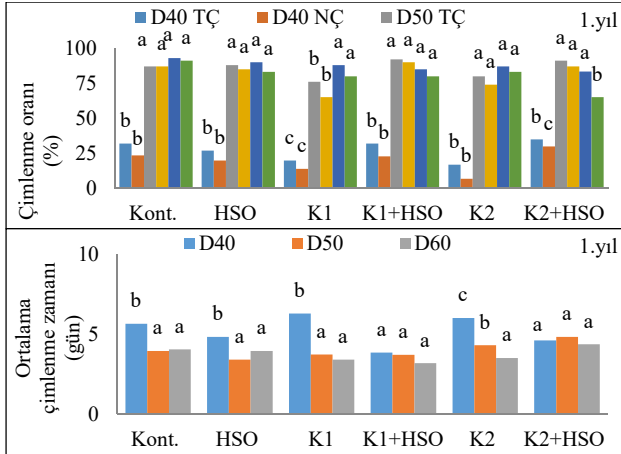 D40 TÇ D40 NÇ D50 TÇ 1.yıl
a a a a a a a a b a a a a a a a a a a a a a
100
75
50
25
0
b b b b c c b b b b b b c b
Çimlenme oranı
(%)
Kont. HSO K1 K1+HSO K2 K2+HSO
D40 D50 D60 1.yıl
10
5
0
b a a b a a b a a a a a c b a a a a
Ortalama
çimlenme zamanı
(gün)
Kont. HSO K1 K1+HSO K2 K2+HSO